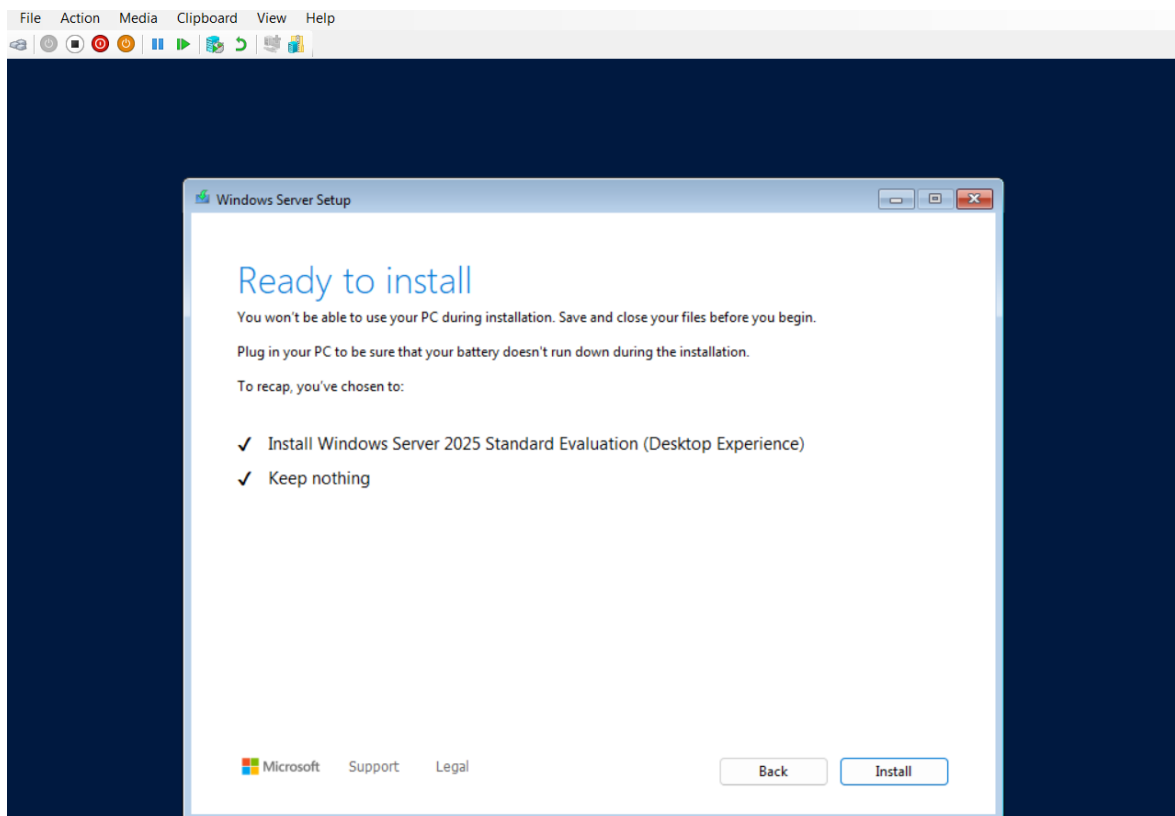 File Action Media Clipboard View Help
Windows Server Setup
Ready to install
You won't be able to use your PC during installation. Save and close your files before you begin.
Plug in your PC to be sure that your battery doesn't run down during the installation.
To recap, you've chosen to:
✓ Install Windows Server 2025 Standard Evaluation (Desktop Experience)
✓ Keep nothing
Microsoft Support Legal
Back Install